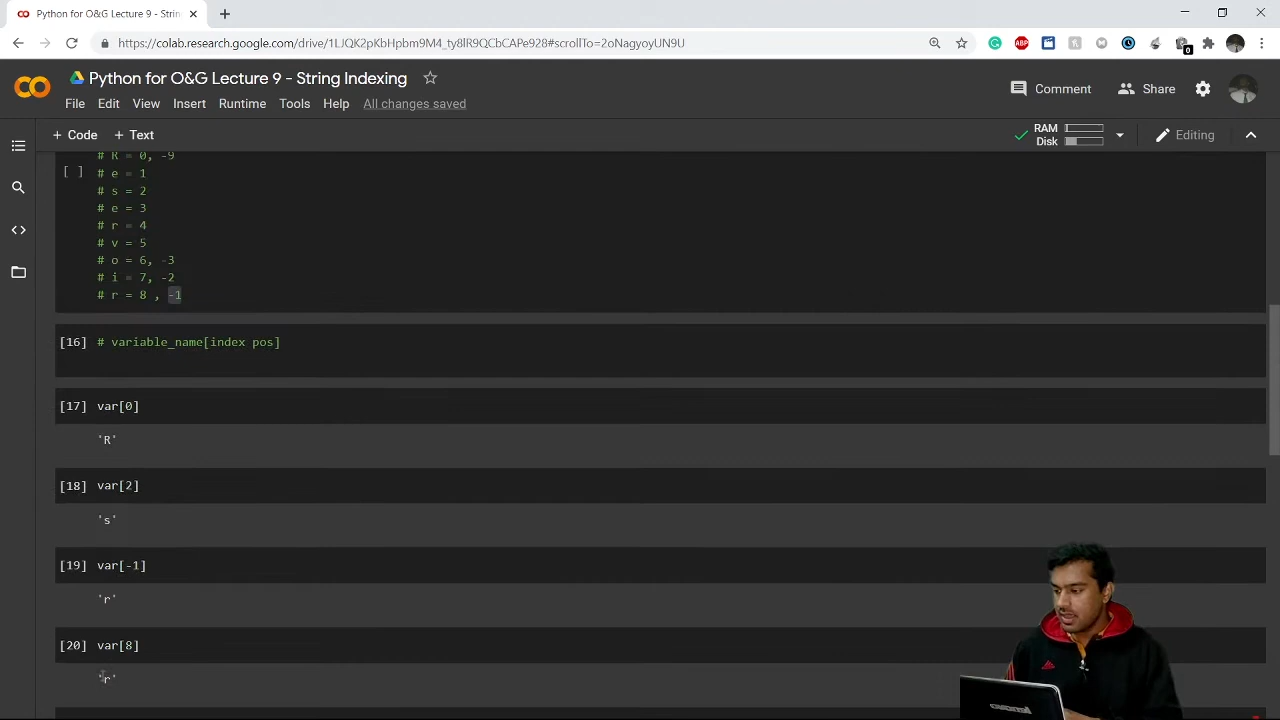 Python for O&G Lecture 9 - Strin
https://colab.research.google.com/drive/1LJQK2pKbHpbm9M4_ty8lR9QCbCAPe928#scrollTo=2oNagyoyUN9U
ABP
0
Python for O&G Lecture 9 - String Indexing
File Edit View Insert Runtime Tools Help All changes saved
Comment Share
+ Code + Text
RAM
Disk
Editing
# R = 0, -9
[ ] # e = 1
# s = 2
# e = 3
# r = 4
# v = 5
# o = 6, -3
# i = 7, -2
# r = 8 , -1
[16] # variable_name[index pos]
[17] var[0]
'R'
[18] var[2]
's'
[19] var[-1]
'r'
[20] var[8]
'r'